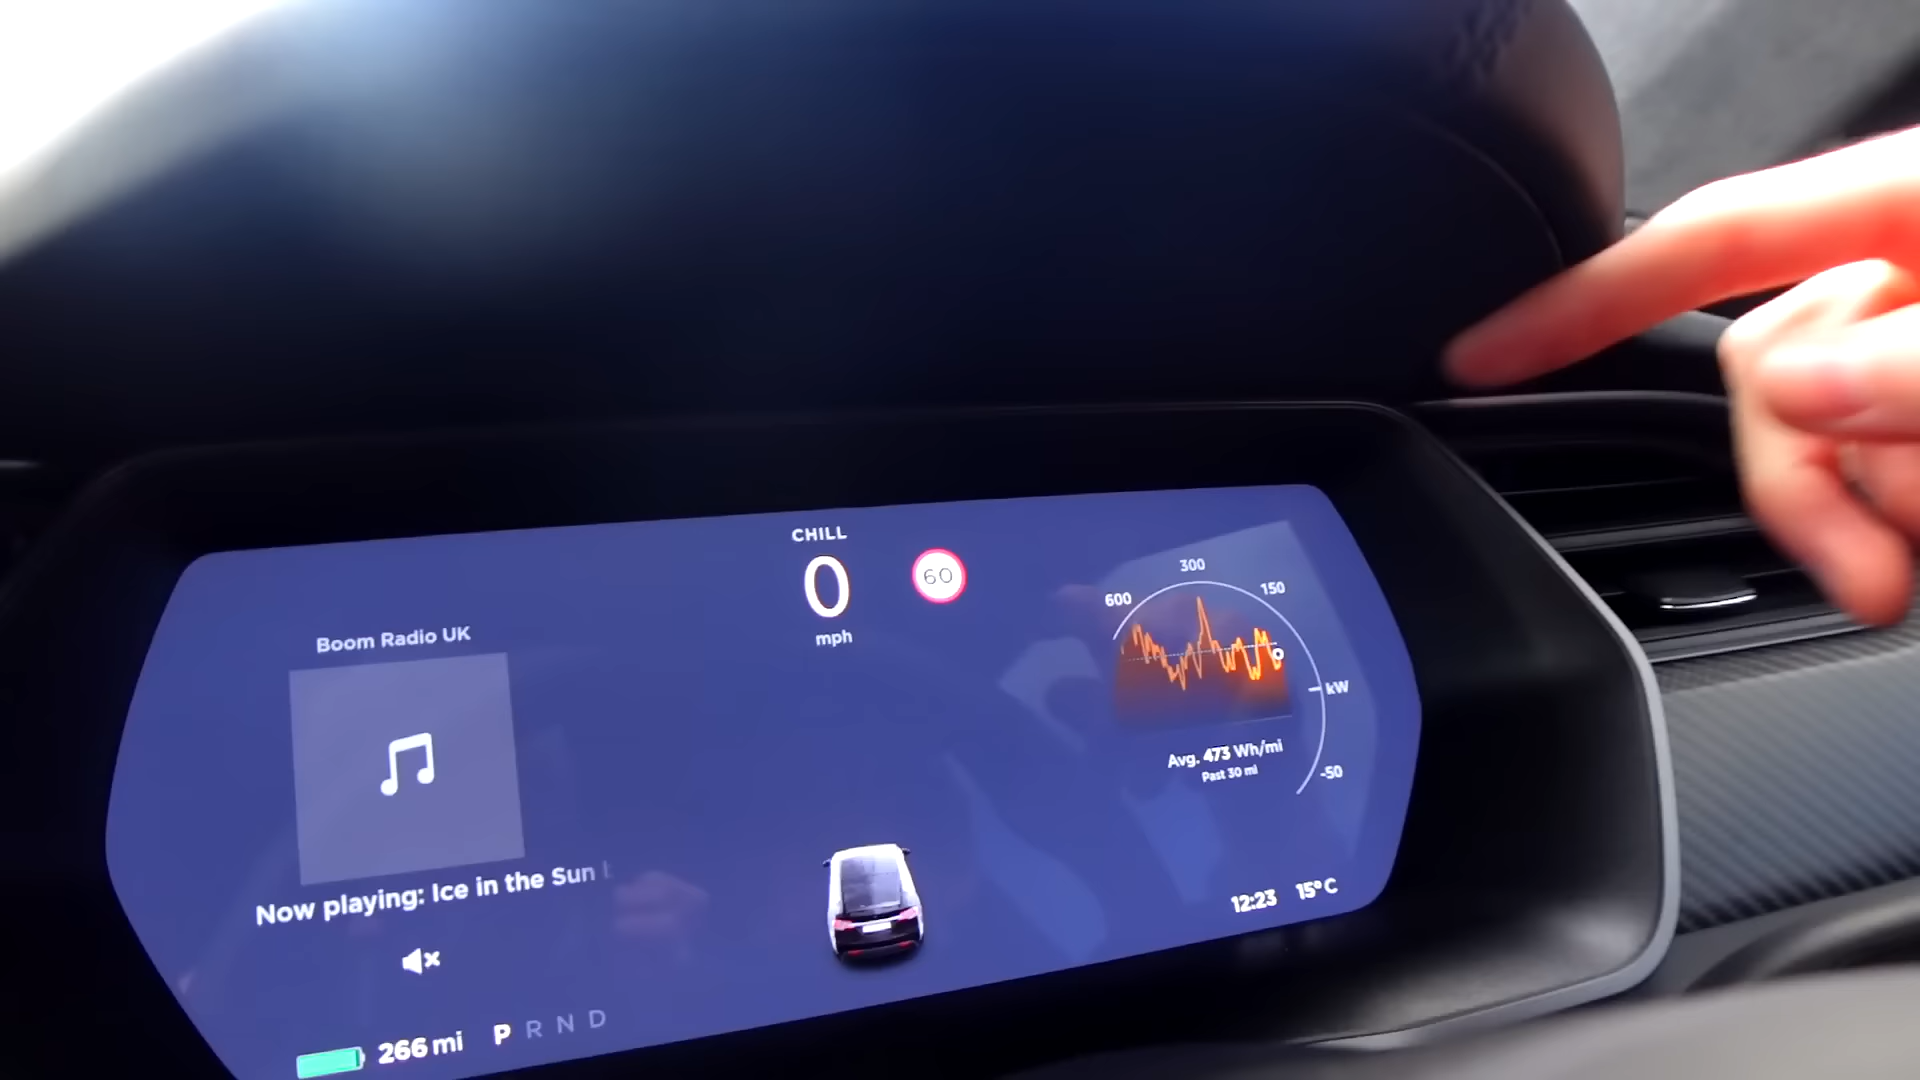 CHILL
0
mph
60
Boom Radio UK
Now playing: Ice in the Sun
266 mi
P R N D
600
300
150
kW
-50
Avg. 473 Wh/mi
Past 30 mi
12:23 15°C